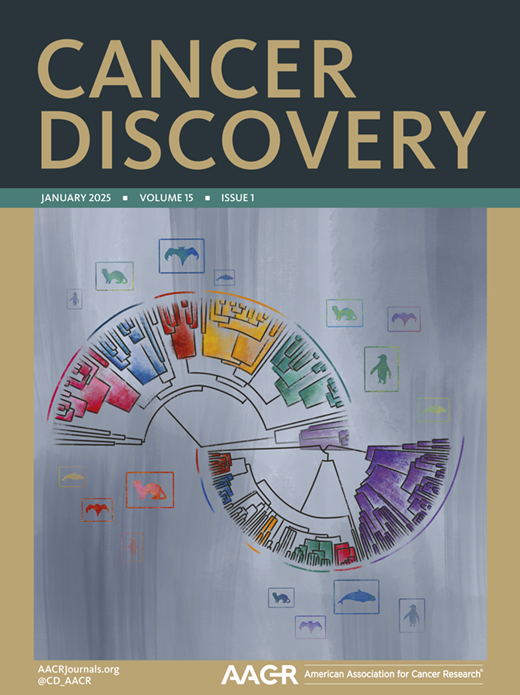 CANCER
DISCOVERY
JANUARY 2025 ■ VOLUME 15 ■ ISSUE 1
AACRJournals.org
@CD_AACR
AACR American Association for Cancer Research®